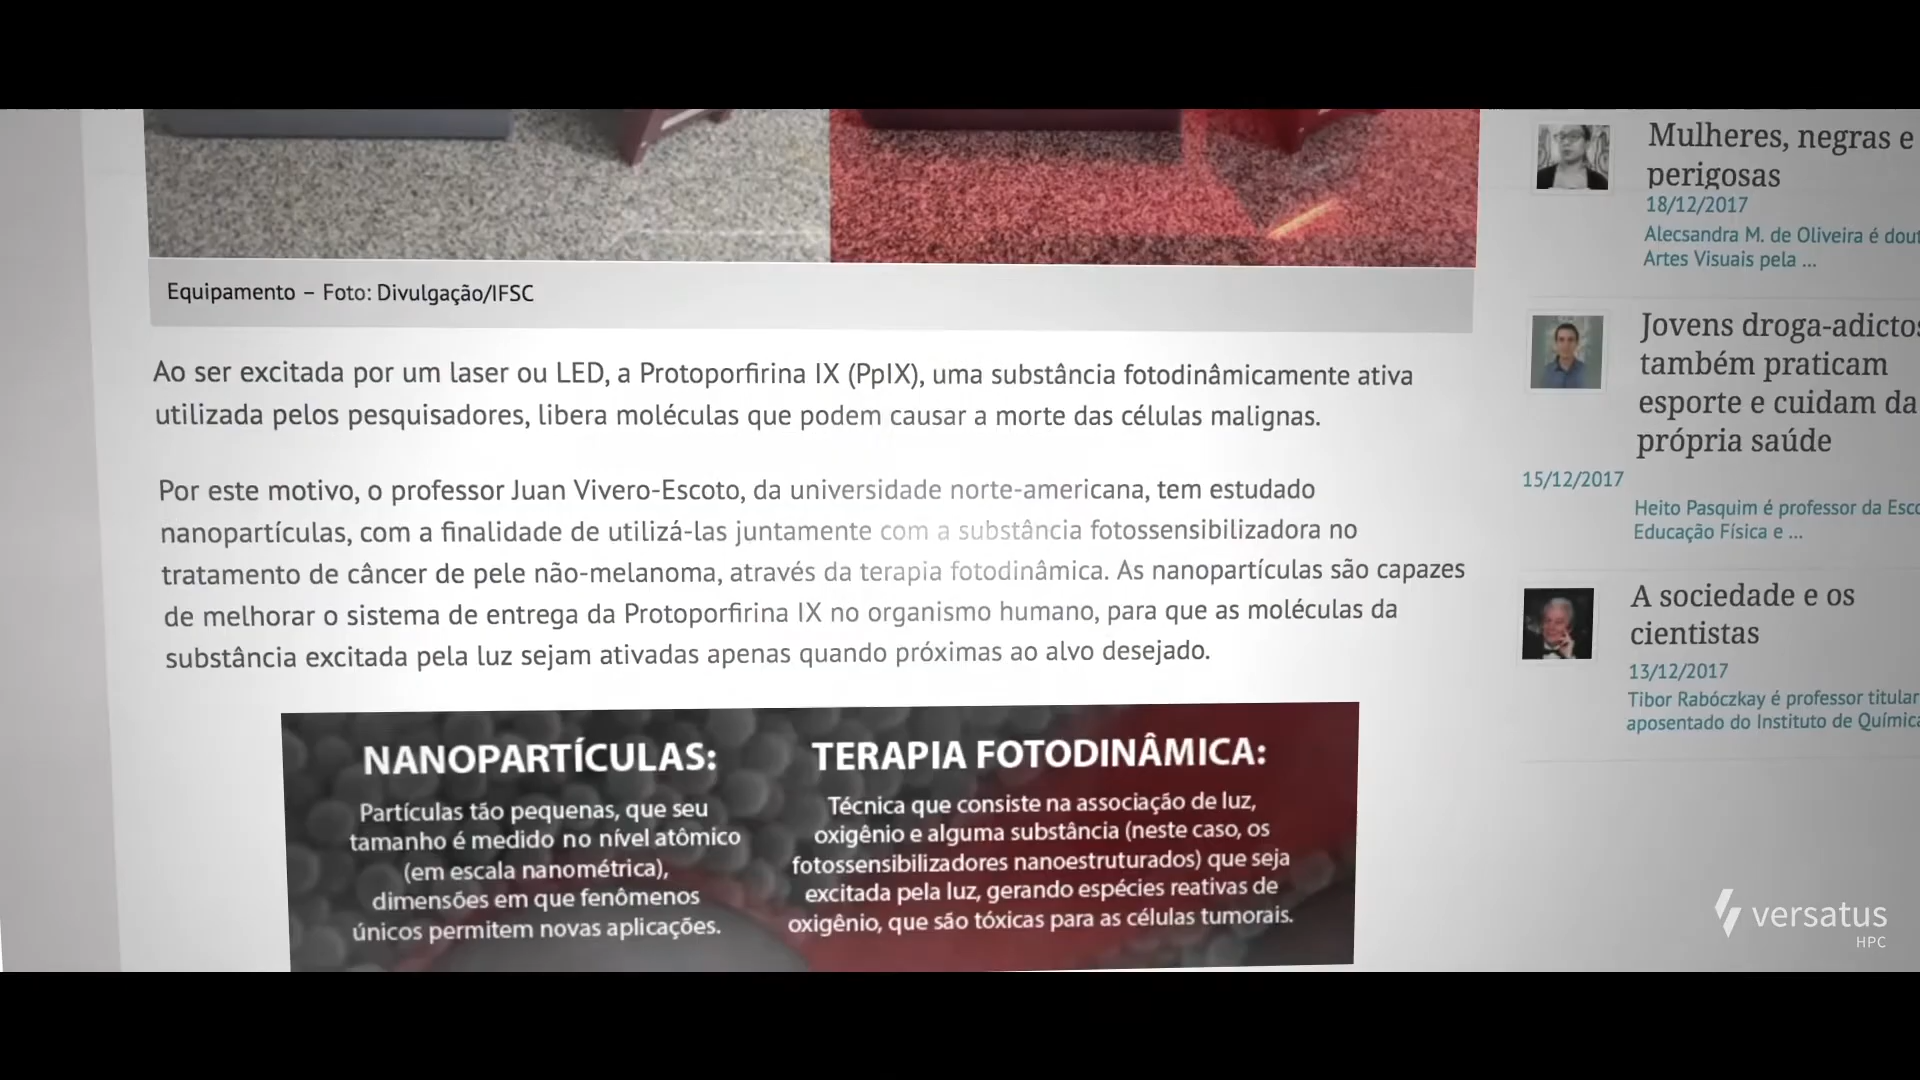 Equipamento – Foto: Divulgação/IFSC
Ao ser excitada por um laser ou LED, a Protoporfirina IX (PpIX), uma substância fotodinâmicamente ativa
utilizada pelos pesquisadores, libera moléculas que podem causar a morte das células malignas.
Por este motivo, o professor Juan Vivero-Escoto, da universidade norte-americana, tem estudado
nanopartículas, com a finalidade de utilizá-las juntamente com a substância fotossensibilizadora no
tratamento de câncer de pele não-melanoma, através da terapia fotodinâmica. As nanopartículas são capazes
de melhorar o sistema de entrega da Protoporfirina IX no organismo humano, para que as moléculas da
substância excitada pela luz sejam ativadas apenas quando próximas ao alvo desejado.
NANOPARTÍCULAS:
Partículas tão pequenas, que seu
tamanho é medido no nível atômico
(em escala nanométrica),
dimensões em que fenômenos
únicos permitem novas aplicações.
TERAPIA FOTODINÂMICA:
Técnica que consiste na associação de luz,
oxigênio e alguma substância (neste caso, os
fotossensibilizadores nanoestruturados) que seja
excitada pela luz, gerando espécies reativas de
oxigênio, que são tóxicas para as células tumorais.
Mulheres, negras e
perigosas
18/12/2017
Alecsandra M. de Oliveira é dout
Artes Visuais pela ...
Jovens droga-adictos
também praticam
esporte e cuidam da
própria saúde
15/12/2017
Heito Pasquim é professor da Esco
Educação Física e ...
A sociedade e os
cientistas
13/12/2017
Tibor Rabóczkay é professor titular
aposentado do Instituto de Química
versatus
HPC